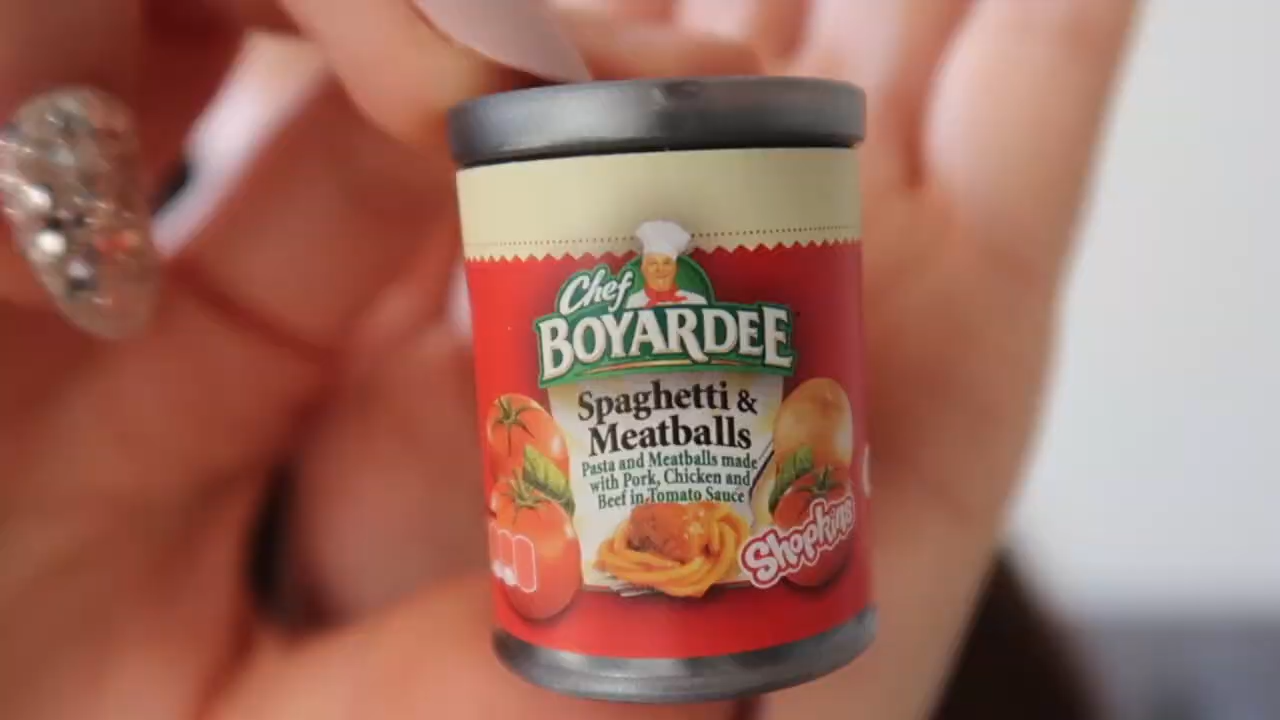 Chef
BOYARDEE
Spaghetti &
Meatballs
Pasta and Meatballs made
with Pork, Chicken and
Beef in Tomato Sauce
Shopkins